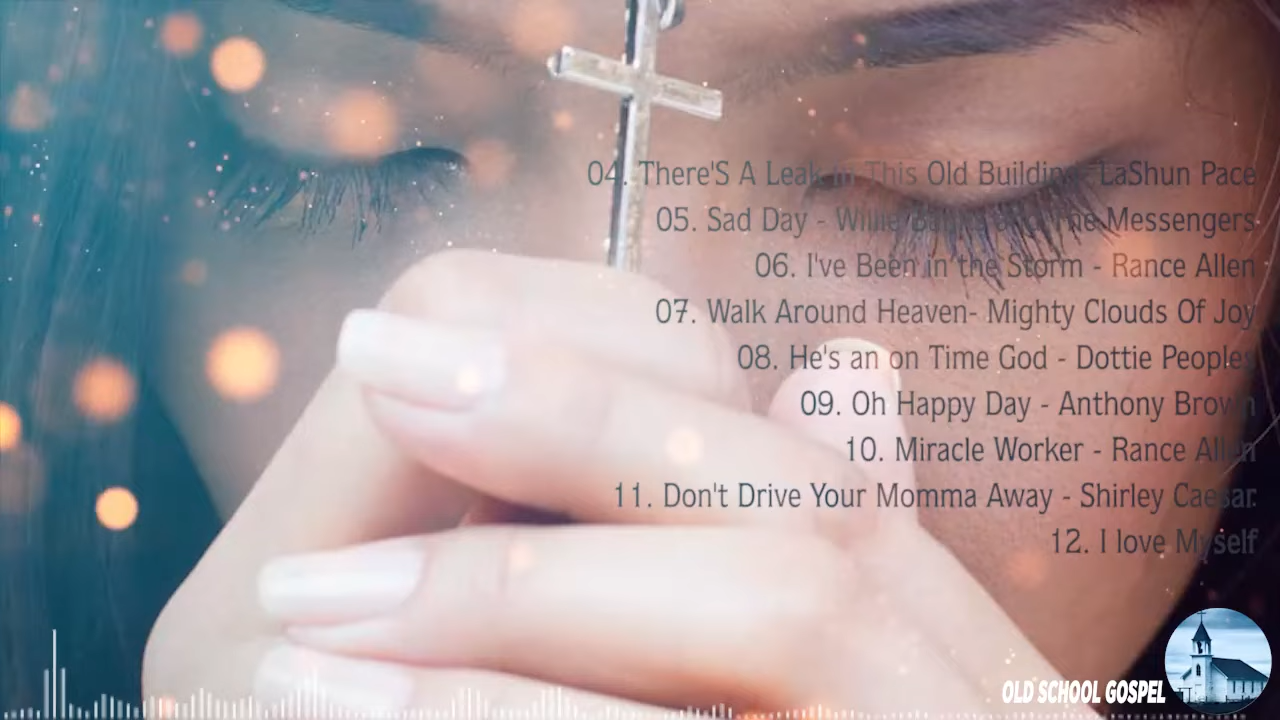 04. There'S A Leak in This Old Building - LaShun Pace
05. Sad Day - Willie Banks and The Messengers
06. I've Been in the Storm - Rance Allen
07. Walk Around Heaven- Mighty Clouds Of Joy
08. He's an on Time God - Dottie Peoples
09. Oh Happy Day - Anthony Brown
10. Miracle Worker - Rance Allen
11. Don't Drive Your Momma Away - Shirley Caesar
12. I love Myself
OLD SCHOOL GOSPEL